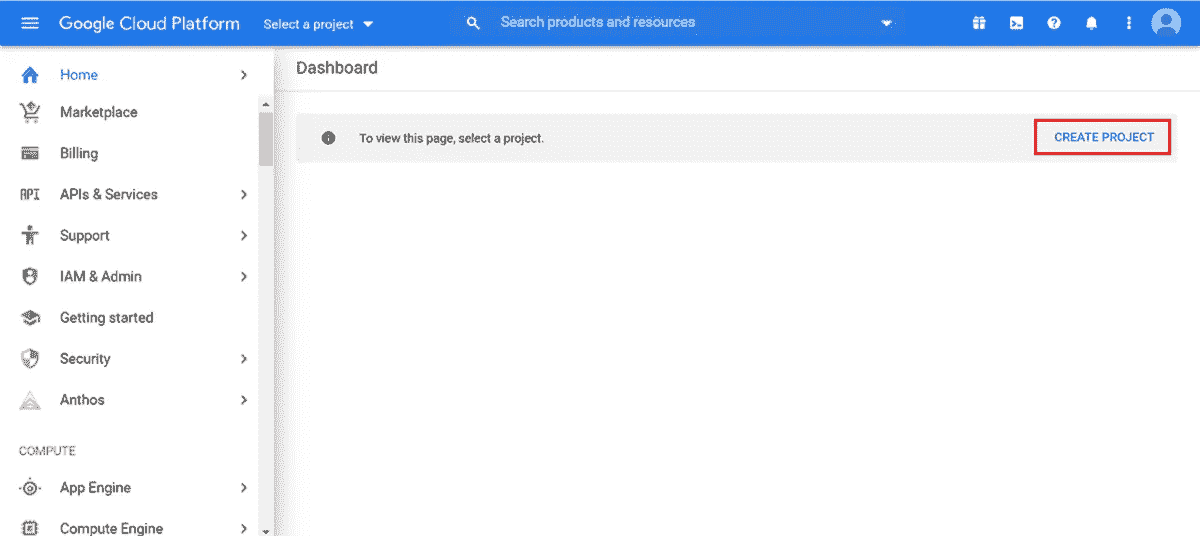 Google Cloud Platform Select a project Search products and resources
Dashboard
To view this page, select a project. CREATE PROJECT
Home
Marketplace
Billing
API APIs & Services
Support
IAM & Admin
Getting started
Security
Anthos
COMPUTE
App Engine
Compute Engine